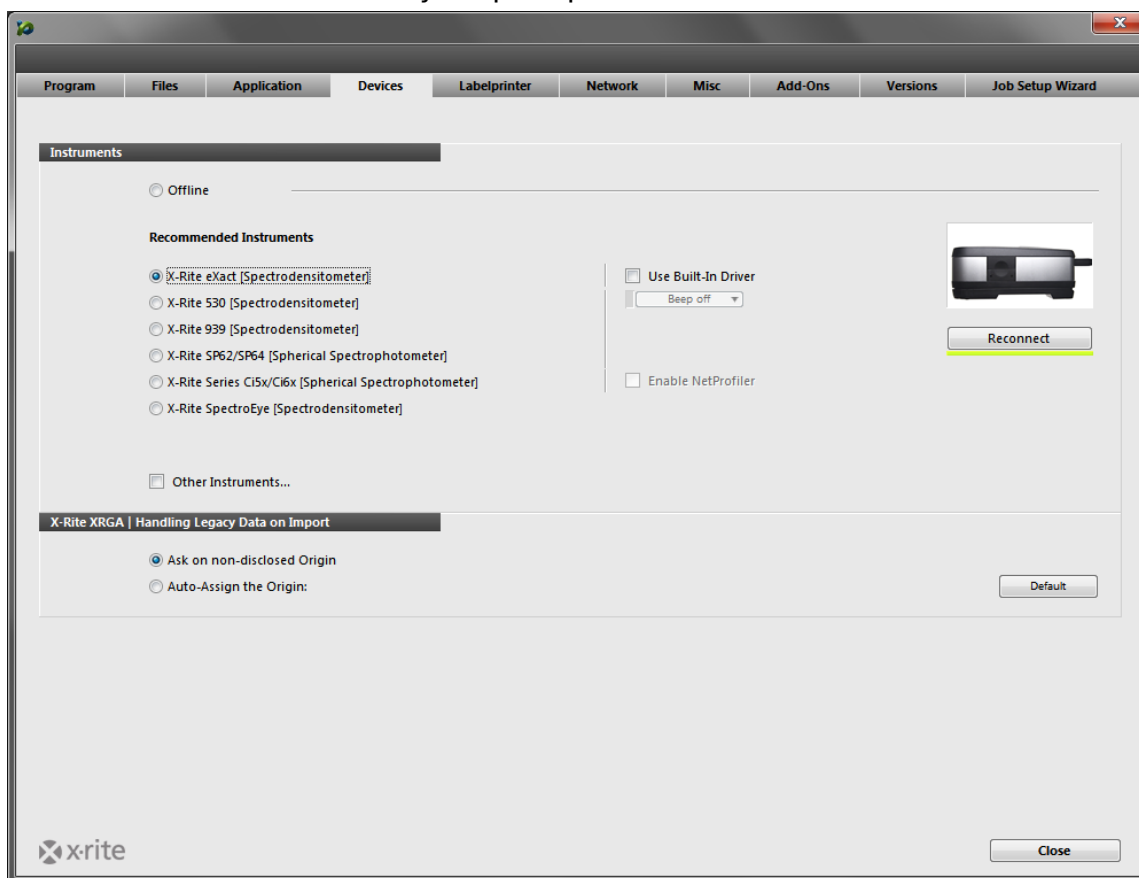 Program Files Application Devices Labelprinter Network Misc Add-Ons Versions Job Setup Wizard
Instruments
Offline
Recommended Instruments
X-Rite eXact [Spectrodensitometer]
Use Built-In Driver
X-Rite 530 [Spectrodensitometer]
Beep off
X-Rite 939 [Spectrodensitometer]
Reconnect
X-Rite SP62/SP64 [Spherical Spectrophotometer]
X-Rite Series Ci5x/Ci6x [Spherical Spectrophotometer]
Enable NetProfiler
X-Rite SpectroEye [Spectrodensitometer]
Other Instruments...
X-Rite XRGA | Handling Legacy Data on Import
Ask on non-disclosed Origin
Auto-Assign the Origin:
Default
x·rite
Close